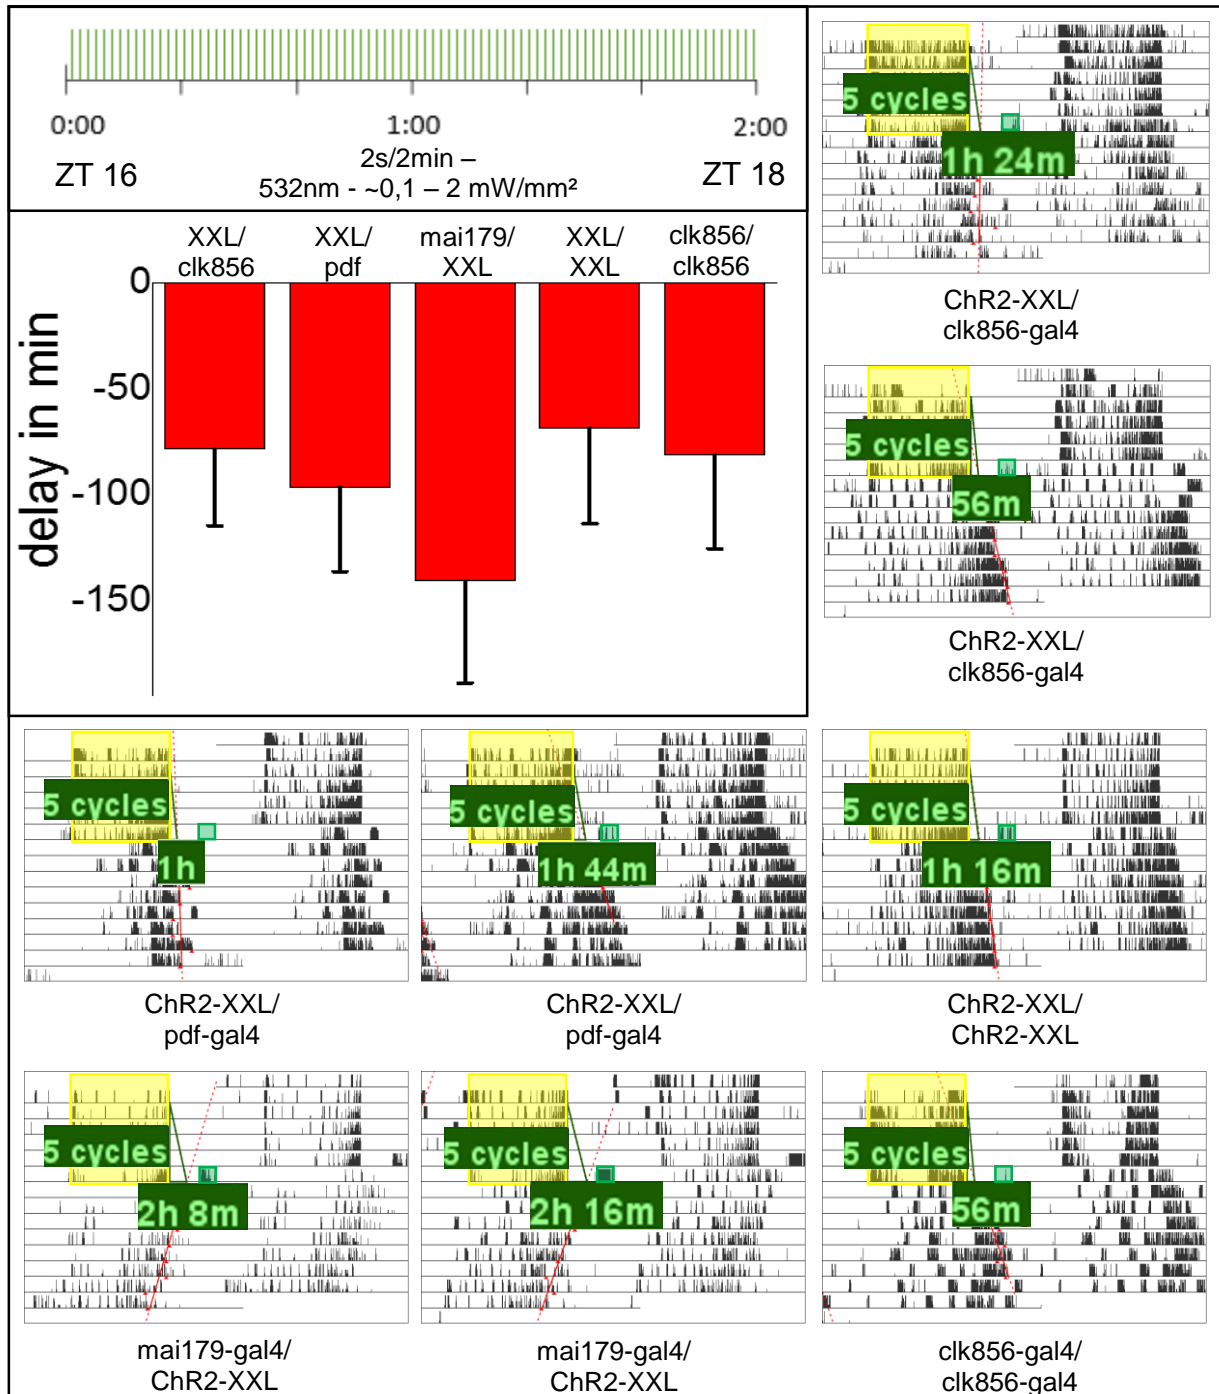 0:00
1:00
2:00
ZT 16
2s/2min –
532nm - ~0,1 – 2 mW/mm²
ZT 18
XXL/
clk856
XXL/
pdf
mai179/
XXL
XXL/
XXL
clk856/
clk856
delay in min
0
-50
-100
-150
5 cycles
1h 24m
ChR2-XXL/
clk856-gal4
5 cycles
56m
ChR2-XXL/
clk856-gal4
5 cycles
1h
ChR2-XXL/
pdf-gal4
5 cycles
1h 44m
ChR2-XXL/
pdf-gal4
5 cycles
1h 16m
ChR2-XXL/
ChR2-XXL
5 cycles
2h 8m
mai179-gal4/
ChR2-XXL
5 cycles
2h 16m
mai179-gal4/
ChR2-XXL
5 cycles
56m
clk856-gal4/
clk856-gal4